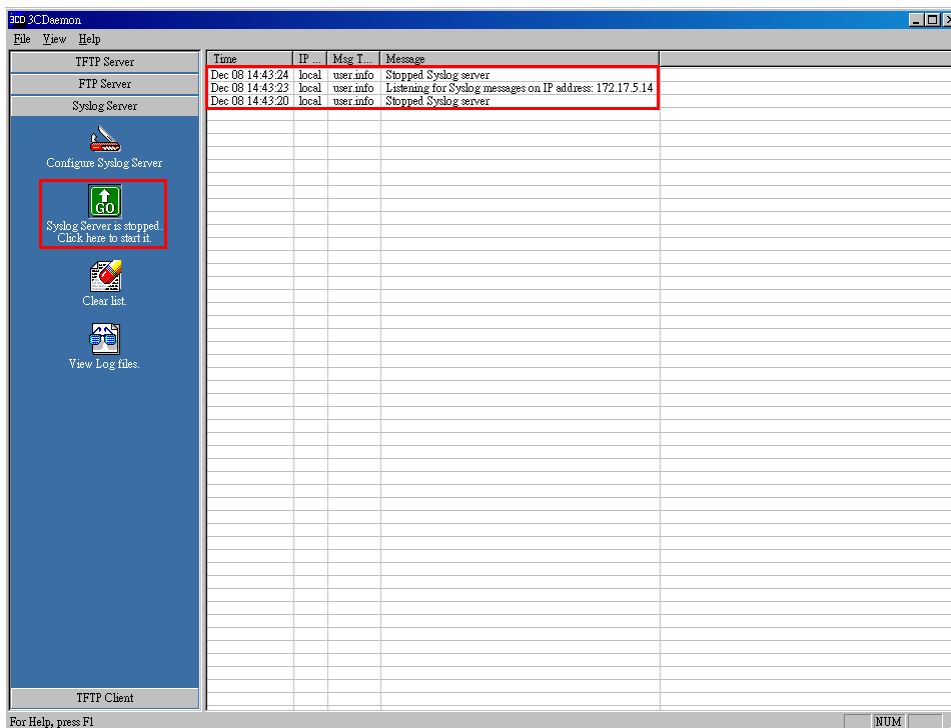 3CD 3CDaemon
File View Help
TFTP Server
FTP Server
Syslog Server
Configure Syslog Server
GO
Syslog Server is stopped.
Click here to start it.
Clear list.
View Log files.
TFTP Client
Time IP ... Msg T... Message
Dec 08 14:43:24 local user.info Stopped Syslog server
Dec 08 14:43:23 local user.info Listening for Syslog messages on IP address: 172.17.5.14
Dec 08 14:43:20 local user.info Stopped Syslog server
For Help, press F1
NUM